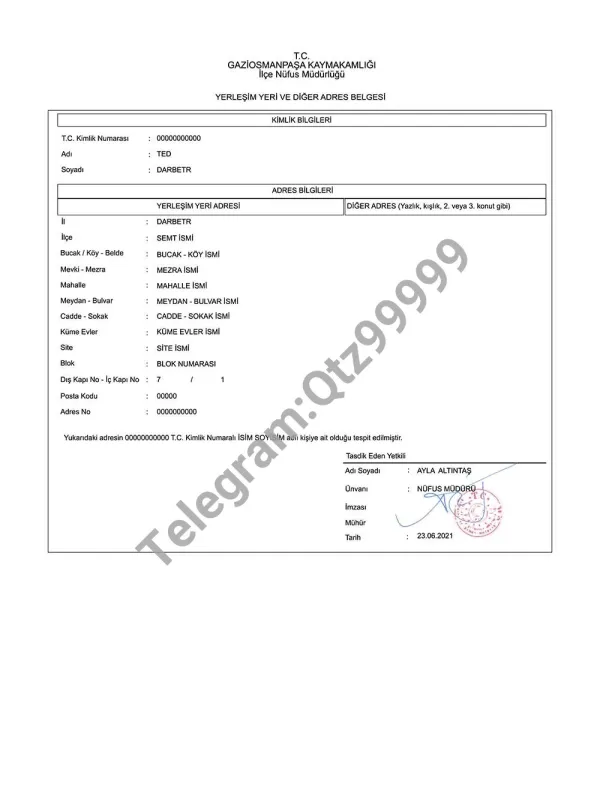 T.C.
GAZİOSMANPAŞA KAYMAKAMLIĞI
İlçe Nüfus Müdürlüğü
YERLEŞİM YERİ VE DİĞER ADRES BELGESİ
KİMLİK BİLGİLERİ
T.C. Kimlik Numarası : 00000000000
Adı : TED
Soyadı : DARBETR
ADRES BİLGİLERİ
YERLEŞİM YERİ ADRESİ DİĞER ADRES (Yazlık, kışlık, 2. veya 3. konut gibi)
İl : DARBETR
İlçe : SEMT İSMİ
Bucak / Köy - Belde : BUCAK - KÖY İSMİ
Mevki - Mezra : MEZRA İSMİ
Mahalle : MAHALLE İSMİ
Meydan - Bulvar : MEYDAN - BULVAR İSMİ
Cadde - Sokak : CADDE - SOKAK İSMİ
Küme Evler : KÜME EVLER İSMİ
Site : SİTE İSMİ
Blok : BLOK NUMARASI
Dış Kapı No - İç Kapı No : 7 / 1
Posta Kodu : 00000
Adres No : 0000000000
Yukarıdaki adresin 00000000000 T.C. Kimlik Numaralı İSİM SOYİSİM adlı kişiye ait olduğu tespit edilmiştir.
Tasdik Eden Yetkili
Adı Soyadı : AYLA ALTINTAŞ
Ünvanı : NÜFUS MÜDÜRÜ
İmzası
Mühür
Tarih : 23.06.2021
T.C.
Telegram:Qtz99999